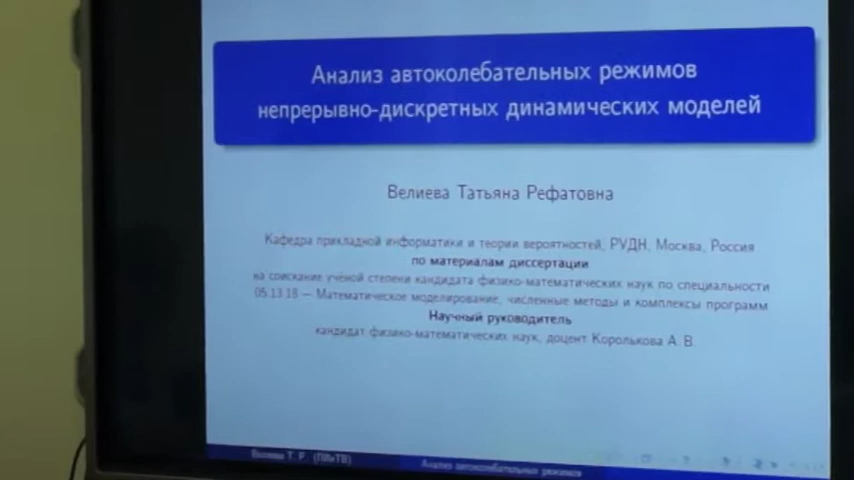 Анализ автоколебательных режимов
непрерывно-дискретных динамических моделей
Велиева Татьяна Рефатовна
Кафедра прикладной информатики и теории вероятностей, РУДН, Москва, Россия
по материалам диссертации
на соискание учёной степени кандидата физико-математических наук по специальности
05.13.18 — Математическое моделирование, численные методы и комплексы программ
Научный руководитель
кандидат физико-математических наук, доцент Королькова А. В.
Велиева Т. Р. (ПИиТВ)
Анализ автоколебательных режимов